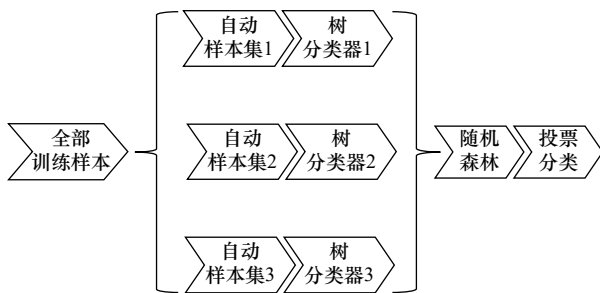 全部
训练样本
自动
样本集1
树
分类器1
自动
样本集2
树
分类器2
自动
样本集3
树
分类器3
随机
森林
投票
分类